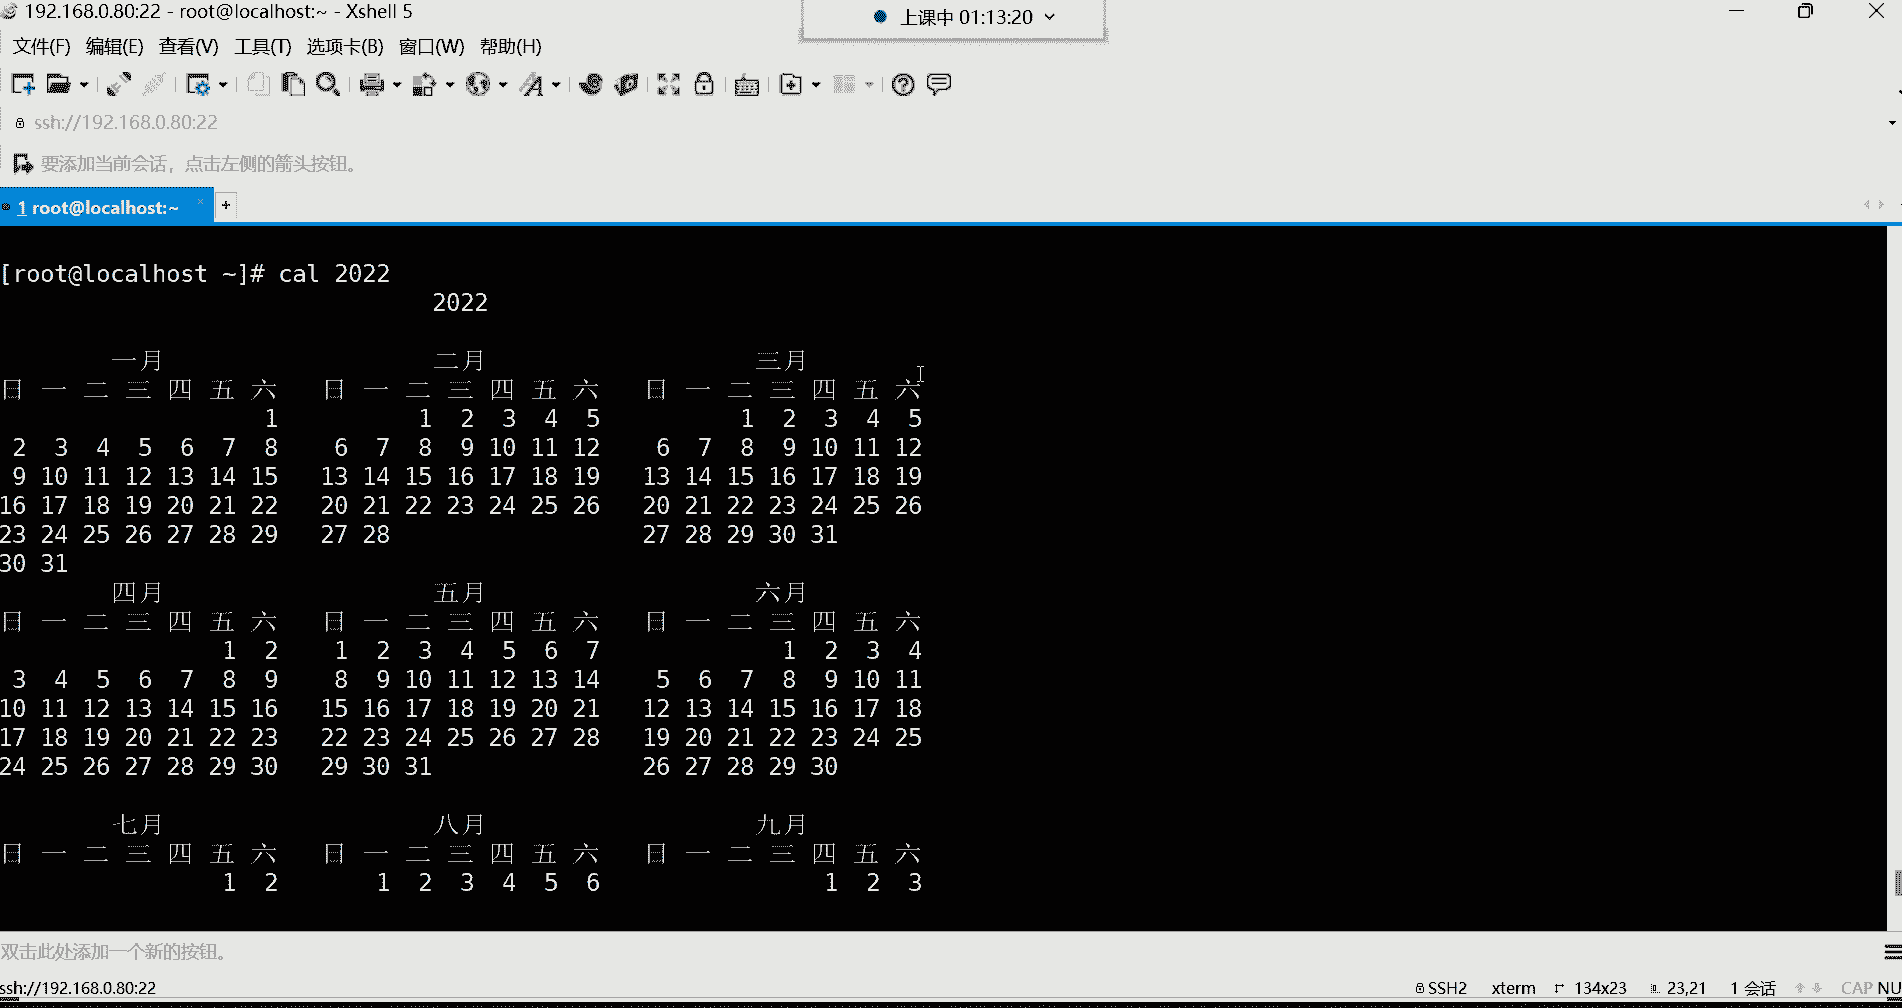 192.168.0.80:22 - root@localhost:~ - Xshell 5
上课中 01:13:20
文件(F) 编辑(E) 查看(V) 工具(T) 选项卡(B) 窗口(W) 帮助(H)
ssh://192.168.0.80:22
要添加当前会话，点击左侧的箭头按钮。
1 root@localhost:~ × +
[root@localhost ~]# cal 2022
2022
一月 二月 三月
日 一 二 三 四 五 六 日 一 二 三 四 五 六 日 一 二 三 四 五 六
1 1 2 3 4 5 1 2 3 4 5
2 3 4 5 6 7 8 6 7 8 9 10 11 12 6 7 8 9 10 11 12
9 10 11 12 13 14 15 13 14 15 16 17 18 19 13 14 15 16 17 18 19
16 17 18 19 20 21 22 20 21 22 23 24 25 26 20 21 22 23 24 25 26
23 24 25 26 27 28 29 27 28 27 28 29 30 31
30 31
四月 五月 六月
日 一 二 三 四 五 六 日 一 二 三 四 五 六 日 一 二 三 四 五 六
1 2 1 2 3 4 5 6 7 1 2 3 4
3 4 5 6 7 8 9 8 9 10 11 12 13 14 5 6 7 8 9 10 11
10 11 12 13 14 15 16 15 16 17 18 19 20 21 12 13 14 15 16 17 18
17 18 19 20 21 22 23 22 23 24 25 26 27 28 19 20 21 22 23 24 25
24 25 26 27 28 29 30 29 30 31 26 27 28 29 30
七月 八月 九月
日 一 二 三 四 五 六 日 一 二 三 四 五 六 日 一 二 三 四 五 六
1 2 1 2 3 4 5 6 1 2 3
双击此处添加一个新的按钮。
ssh://192.168.0.80:22 SSH2 xterm 134x23 23,21 1 会话 CAP NU